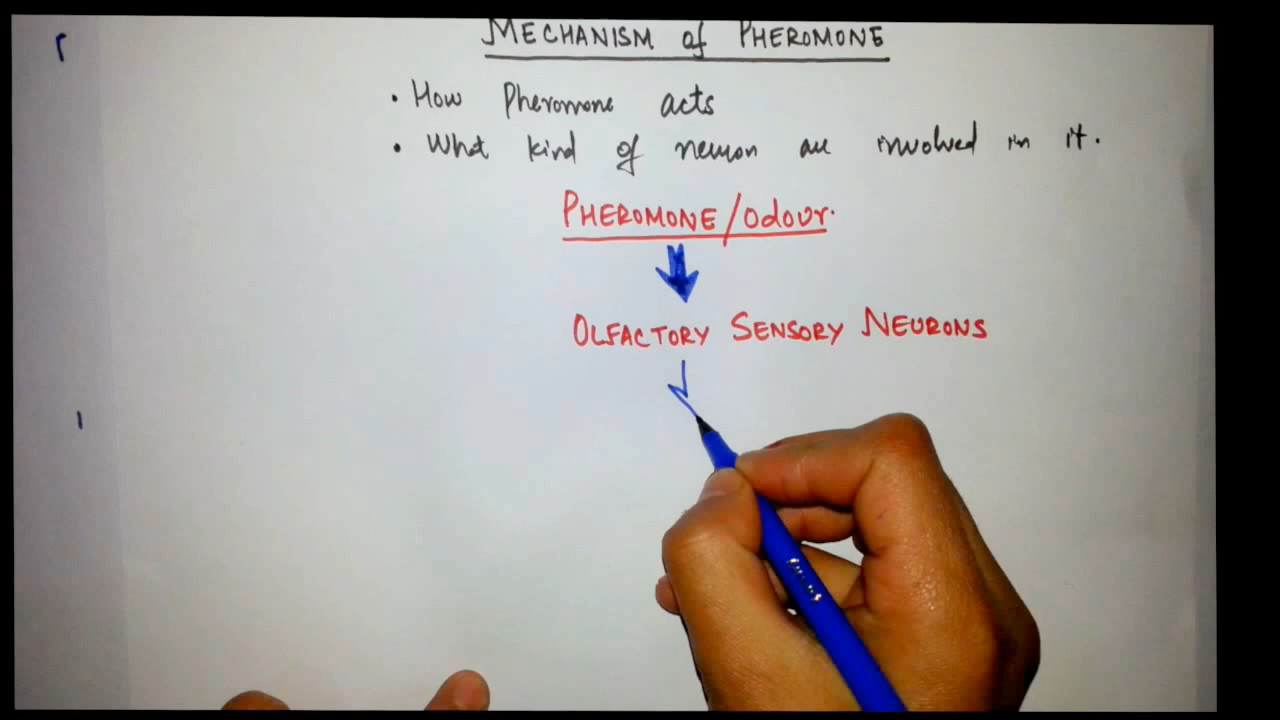 MECHANISM of PHEROMONE
• How Pheromone acts
• What kind of neuron are involved in it.
PHEROMONE/Odour.
OLFACTORY SENSORY NEURONS